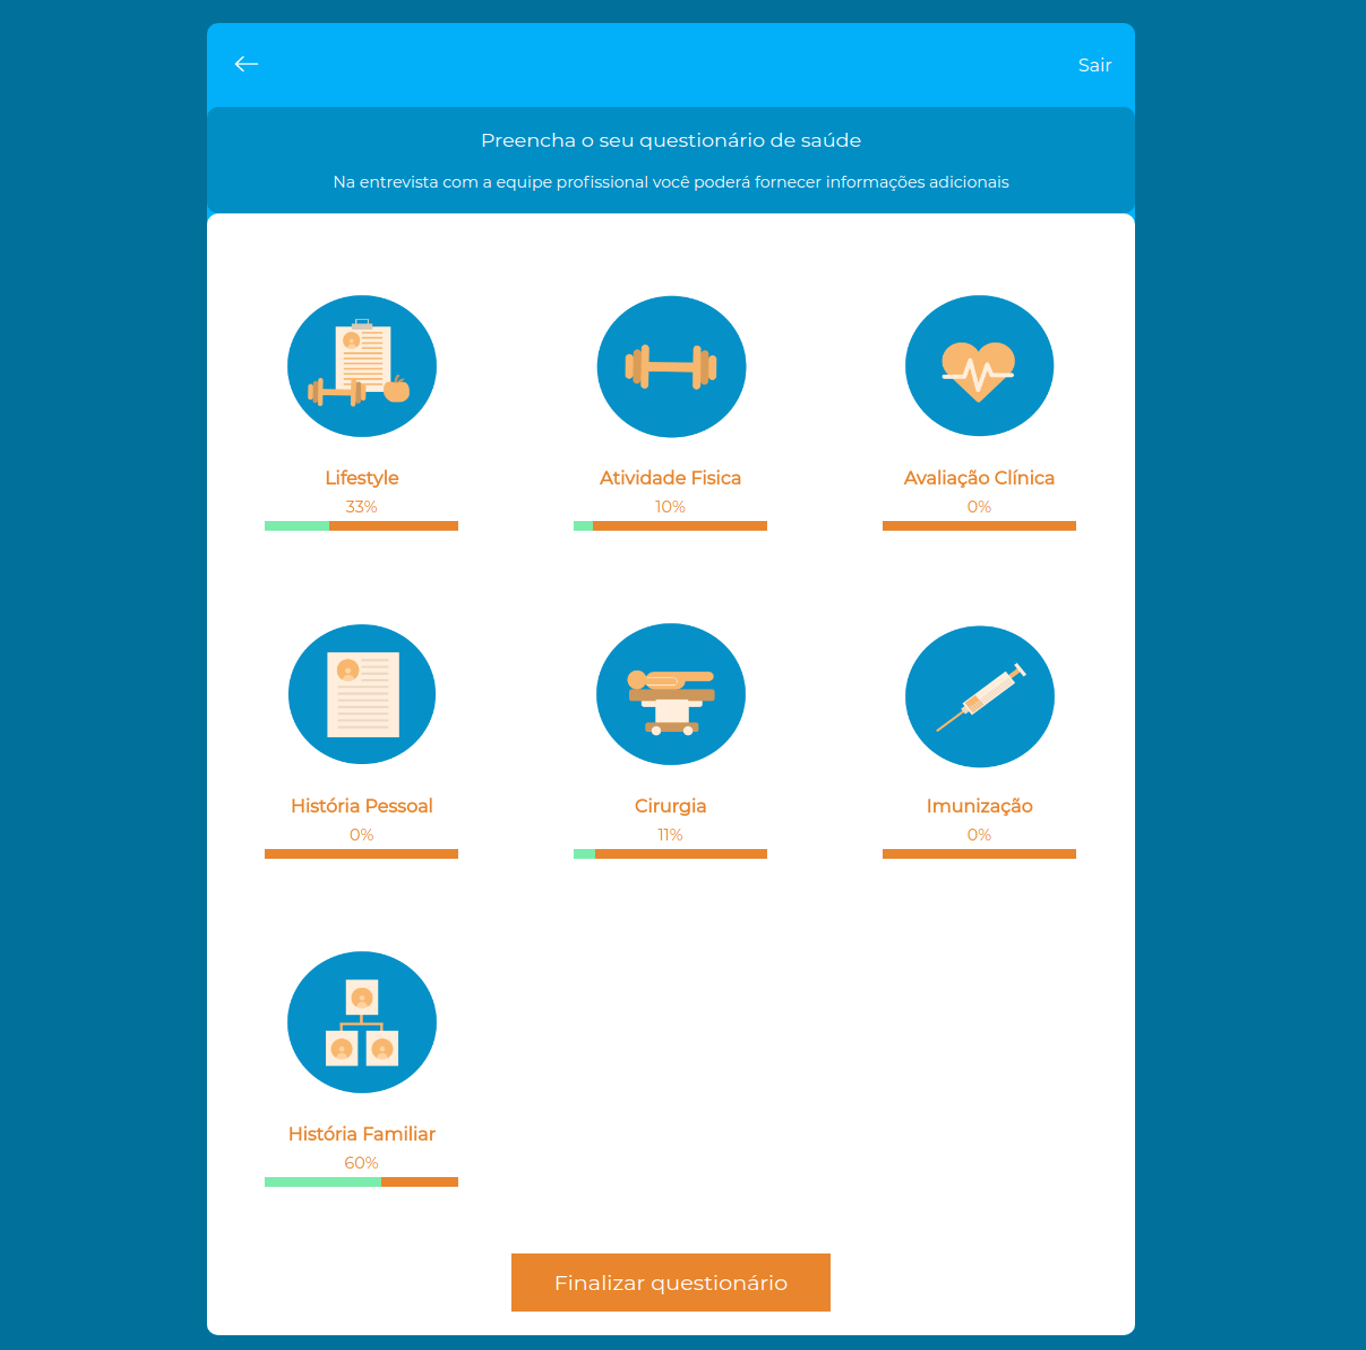 Sair
Preencha o seu questionário de saúde
Na entrevista com a equipe profissional você poderá fornecer informações adicionais
Lifestyle
33%
Atividade Fisica
10%
Avaliação Clínica
0%
História Pessoal
0%
Cirurgia
11%
Imunização
0%
História Familiar
60%
Finalizar questionário